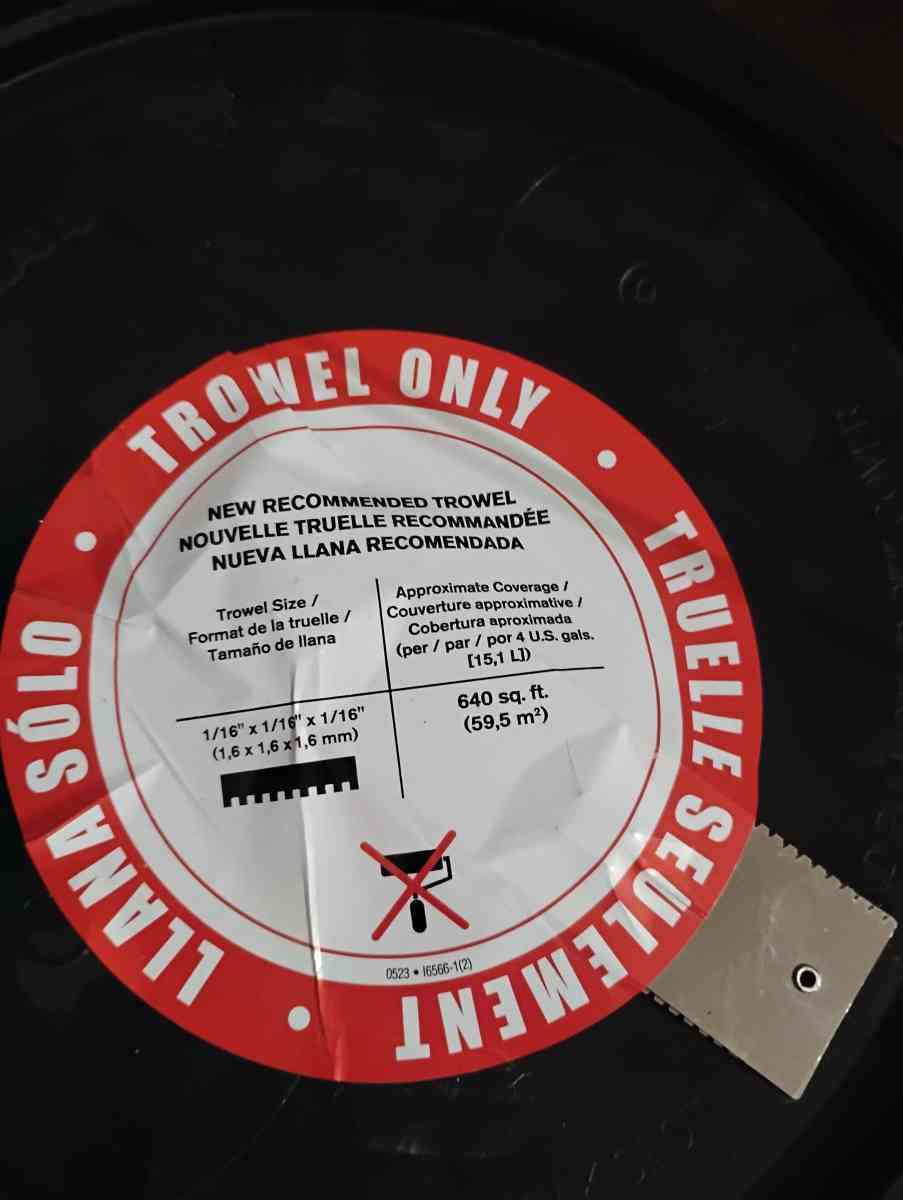 TROWEL ONLY
TRUELLE SEULEMENT
LLANA SÓLO
NEW RECOMMENDED TROWEL
NOUVELLE TRUELLE RECOMMANDÉE
NUEVA LLANA RECOMENDADA
Trowel Size /
Format de la truelle /
Tamaño de llana
Approximate Coverage /
Couverture approximative /
Cobertura aproximada
(per / par / por 4 U.S. gals.
[15,1 L])
1/16" x 1/16" x 1/16"
(1,6 x 1,6 x 1,6 mm)
640 sq. ft.
(59,5 m²)
0523 • I6566-1(2)